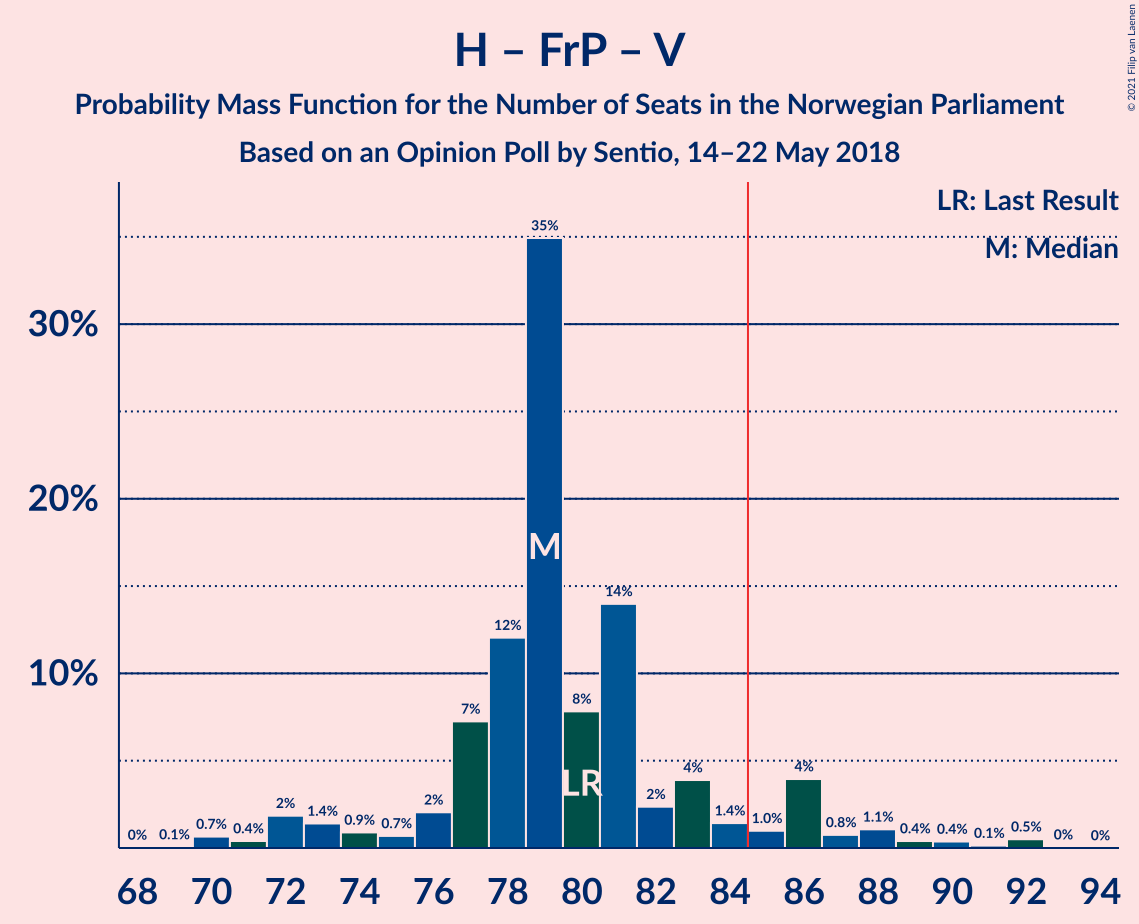 H – FrP – V
Probability Mass Function for the Number of Seats in the Norwegian Parliament
Based on an Opinion Poll by Sentio, 14–22 May 2018
© 2021 Filip van Laenen
LR: Last Result
M: Median
30%
20%
10%
0% 0.1% 0.7% 0.4% 2% 1.4% 0.9% 0.7% 2% 7% 12% 35% 8% 14% 2% 4% 1.4% 1.0% 4% 0.8% 1.1% 0.4% 0.4% 0.1% 0.5% 0% 0%
M
LR
68 70 72 74 76 78 80 82 84 86 88 90 92 94